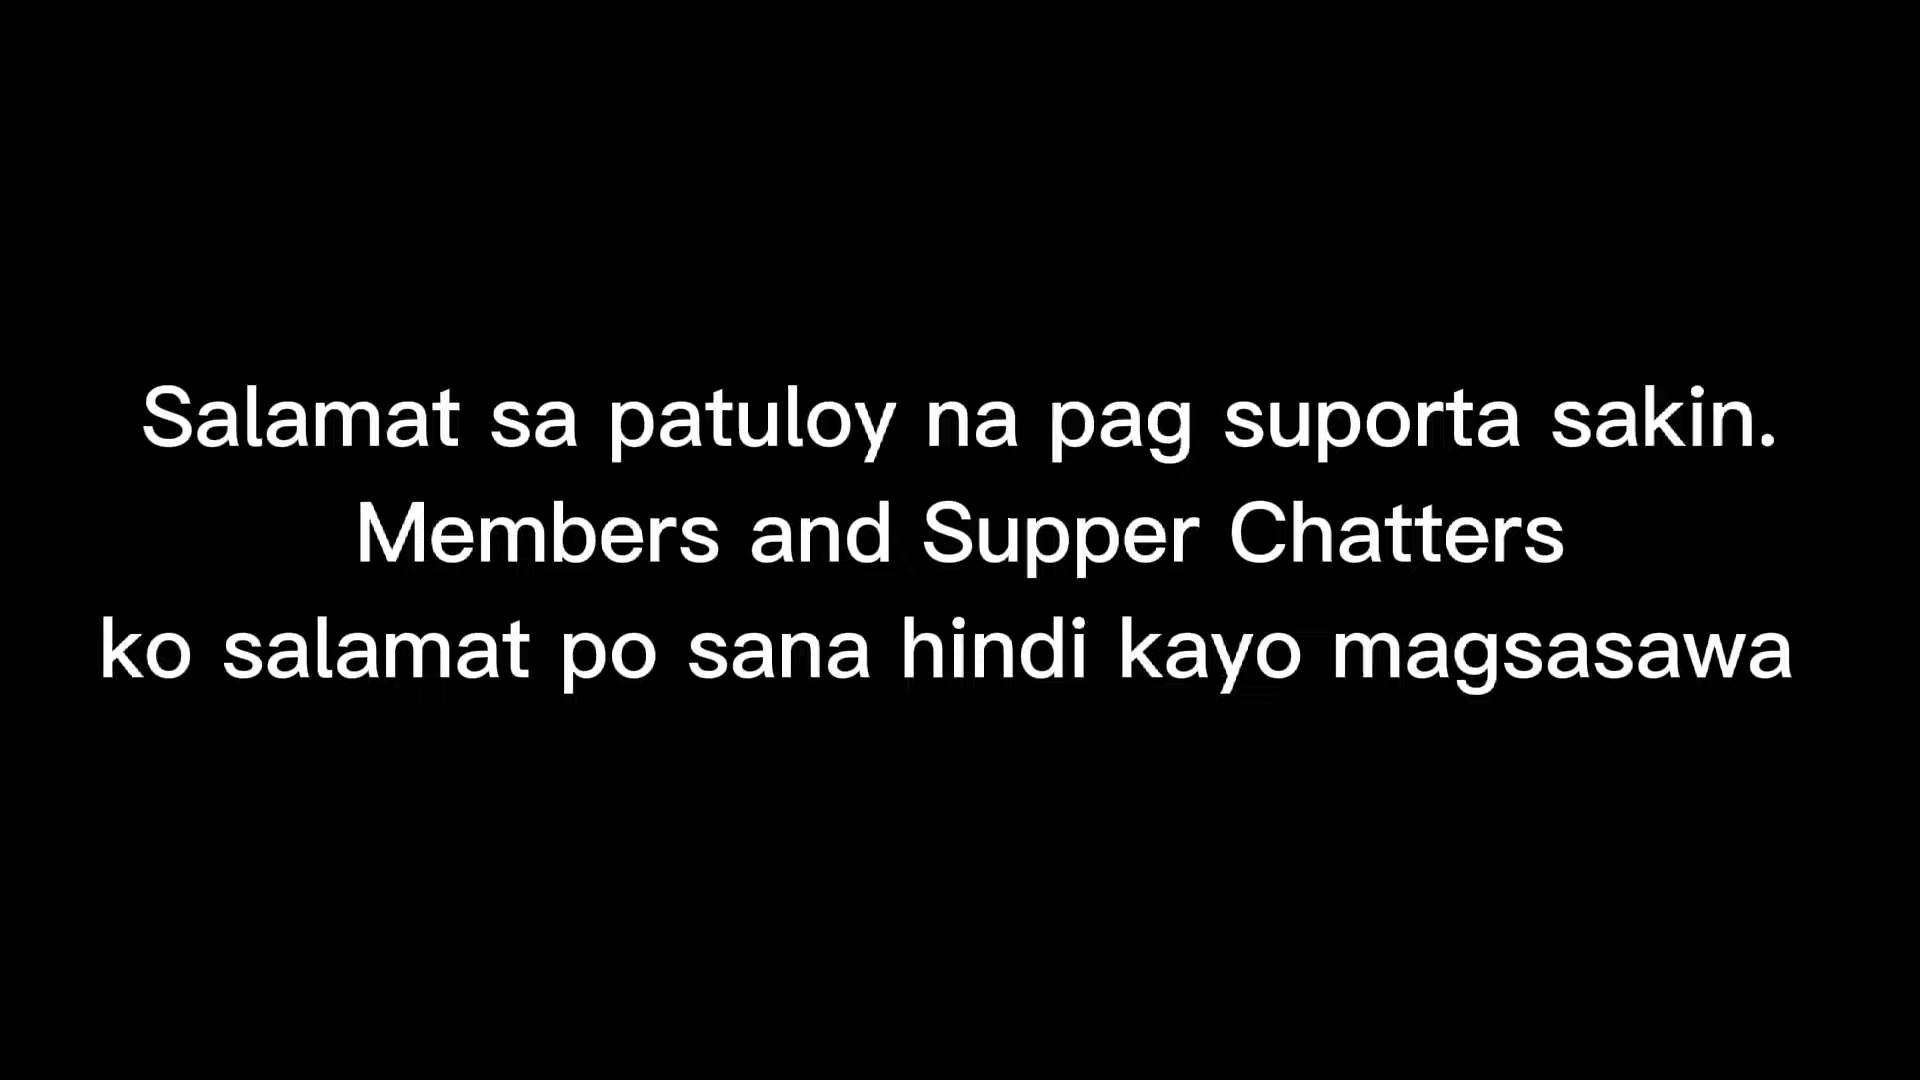 Salamat sa patuloy na pag suporta sakin.
Members and Supper Chatters
ko salamat po sana hindi kayo magsasawa